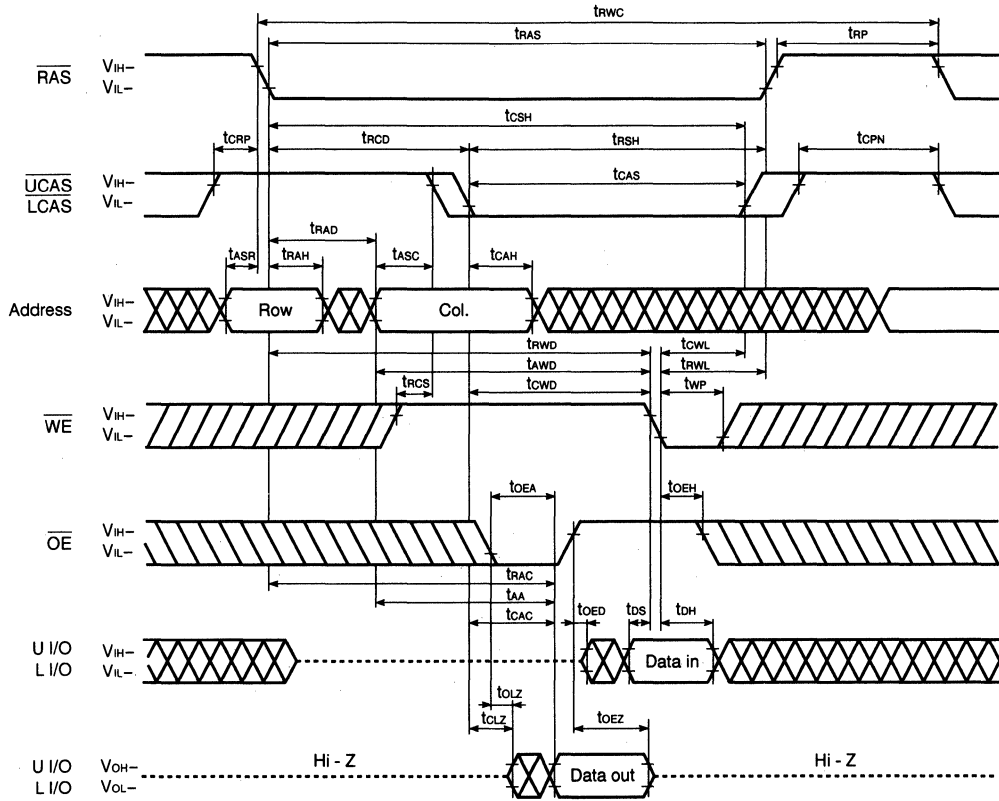 tRWC
tRAS
tRP
RAS
VIH–
VIL–
tCSH
tCRP
tRCD
tRSH
tCPN
UCAS
LCAS
VIH–
VIL–
tCAS
tRAD
tASR
tRAH
tASC
tCAH
Address
VIH–
VIL–
Row
Col.
tRWD
tCWL
tAWD
tRWL
tRCS
tCWD
tWP
WE
VIH–
VIL–
tOEA
tOEH
OE
VIH–
VIL–
tRAC
tAA
tCAC
tOED
tDS
tDH
U I/O
L I/O
VIH–
VIL–
Data in
tOLZ
tCLZ
tOEZ
U I/O
L I/O
VOH–
VOL–
Hi - Z
Data out
Hi - Z